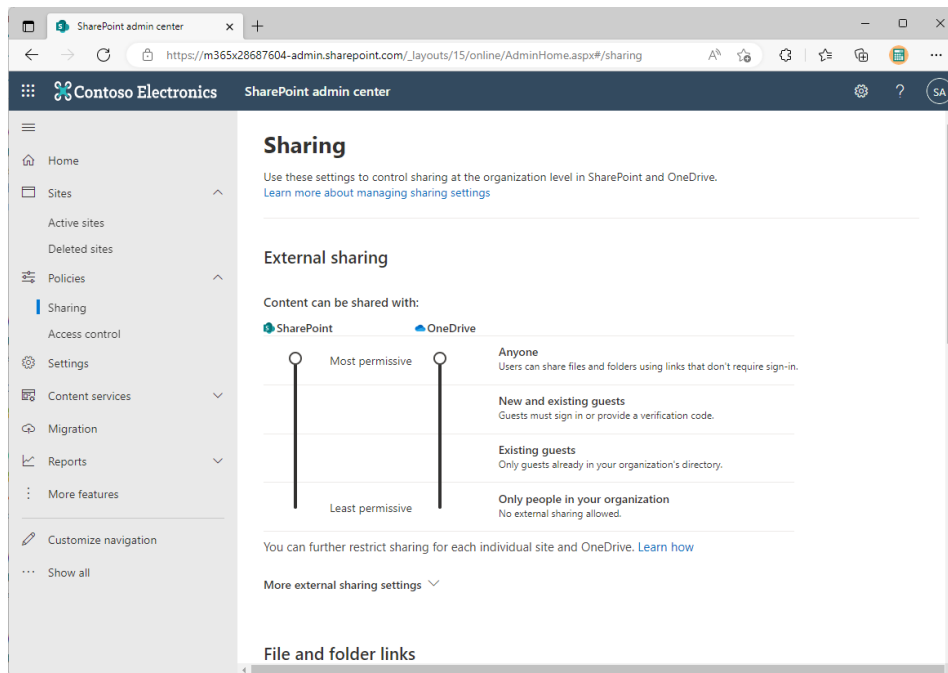 SharePoint admin center
https://m365x28687604-admin.sharepoint.com/_layouts/15/online/AdminHome.aspx#/sharing
Contoso Electronics
SharePoint admin center
SA
Home
Sites
Active sites
Deleted sites
Policies
Sharing
Access control
Settings
Content services
Migration
Reports
More features
Customize navigation
Show all
Sharing
Use these settings to control sharing at the organization level in SharePoint and OneDrive.
Learn more about managing sharing settings
External sharing
Content can be shared with:
SharePoint
OneDrive
Most permissive
Anyone
Users can share files and folders using links that don't require sign-in.
New and existing guests
Guests must sign in or provide a verification code.
Existing guests
Only guests already in your organization's directory.
Least permissive
Only people in your organization
No external sharing allowed.
You can further restrict sharing for each individual site and OneDrive. Learn how
More external sharing settings
File and folder links